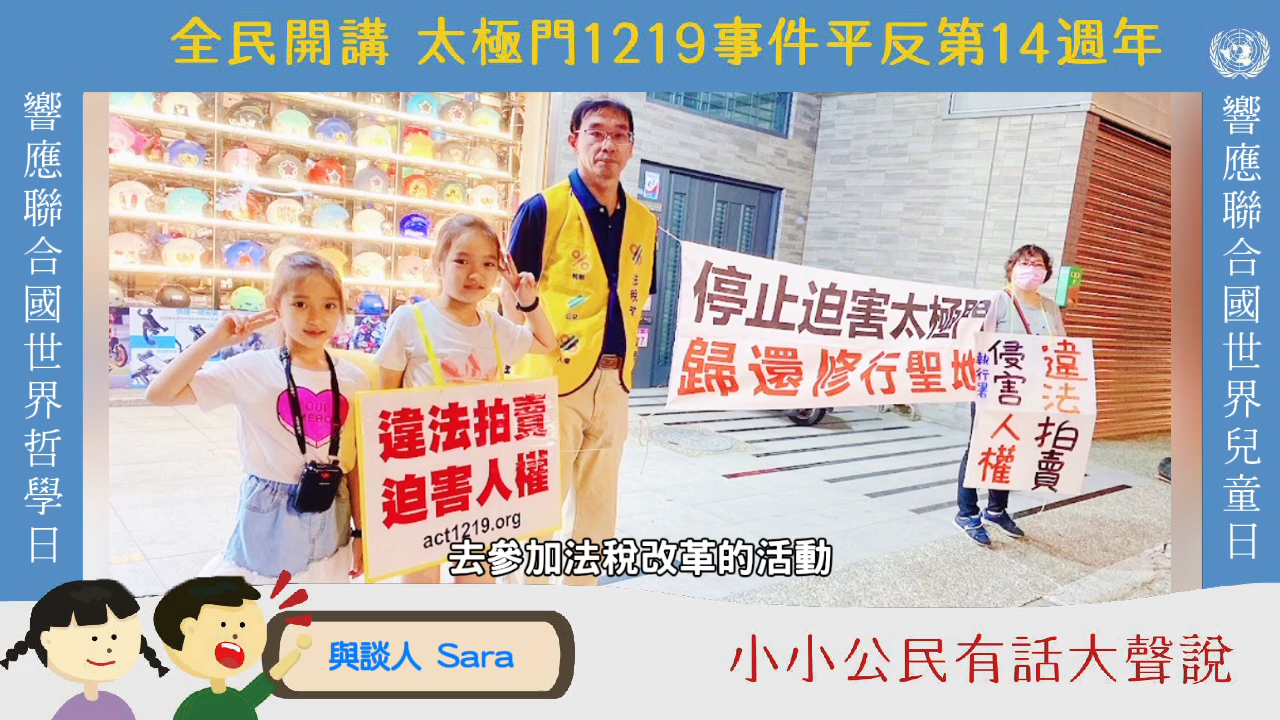 全民開講 太極門1219事件平反第14週年
響應聯合國世界哲學日
響應聯合國世界兒童日
停止迫害太極門
歸還修行聖地
違法拍賣
迫害人權
act1219.org
違法拍賣
執行署
侵害人權
法稅
去參加法稅改革的活動
與談人 Sara
小小公民有話大聲說